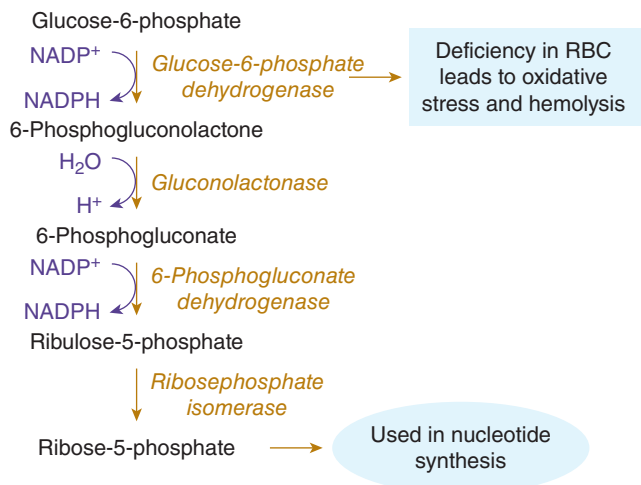 Glucose-6-phosphate
NADP⁺
Glucose-6-phosphate
dehydrogenase
NADPH
Deficiency in RBC
leads to oxidative
stress and hemolysis
6-Phosphogluconolactone
H₂O
Gluconolactonase
H⁺
6-Phosphogluconate
NADP⁺
6-Phosphogluconate
dehydrogenase
NADPH
Ribulose-5-phosphate
Ribosephosphate
isomerase
Ribose-5-phosphate
Used in nucleotide
synthesis